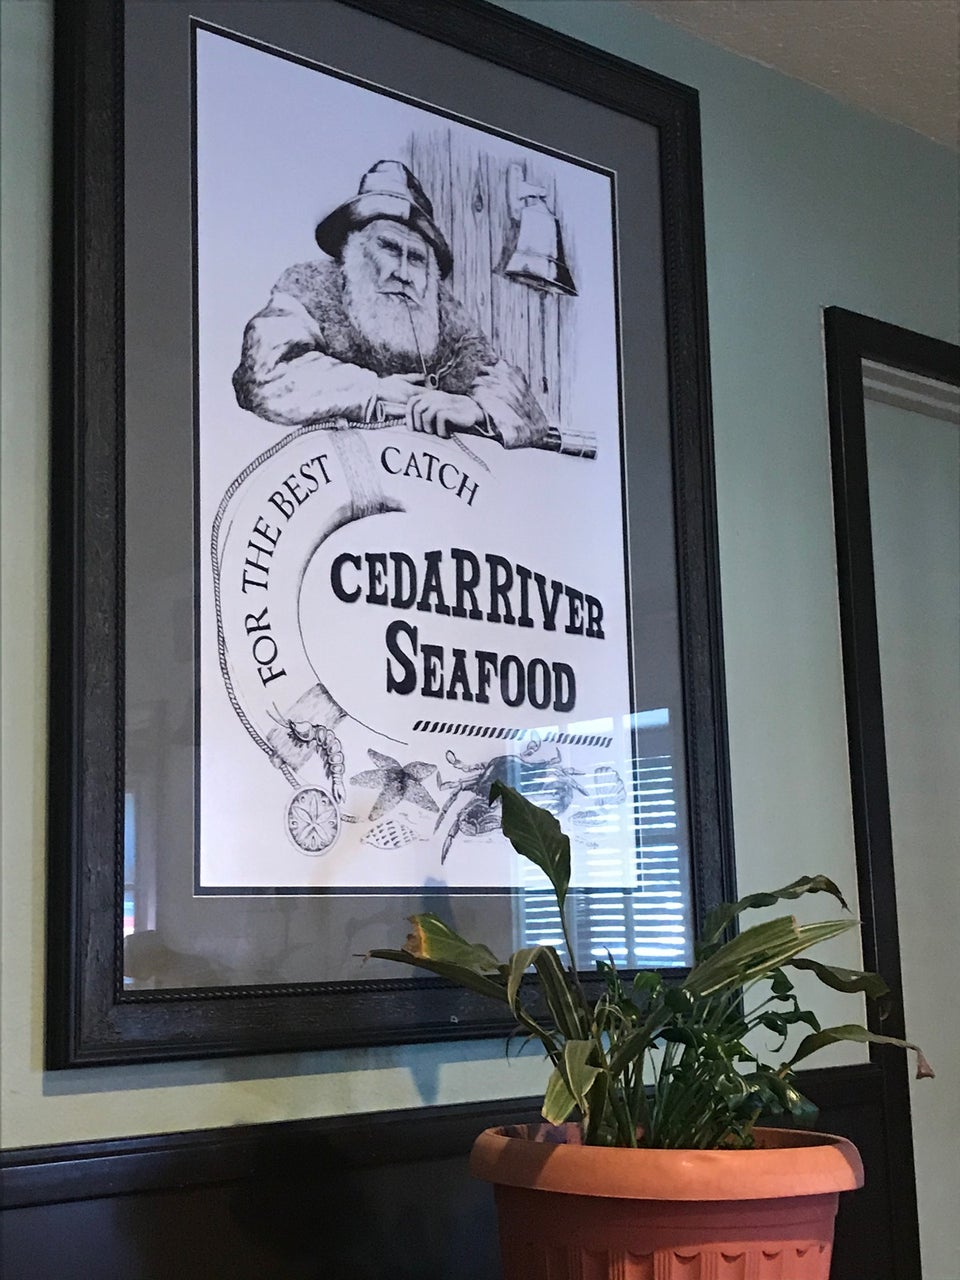 FOR THE BEST CATCH
CEDAR RIVER
SEAFOOD